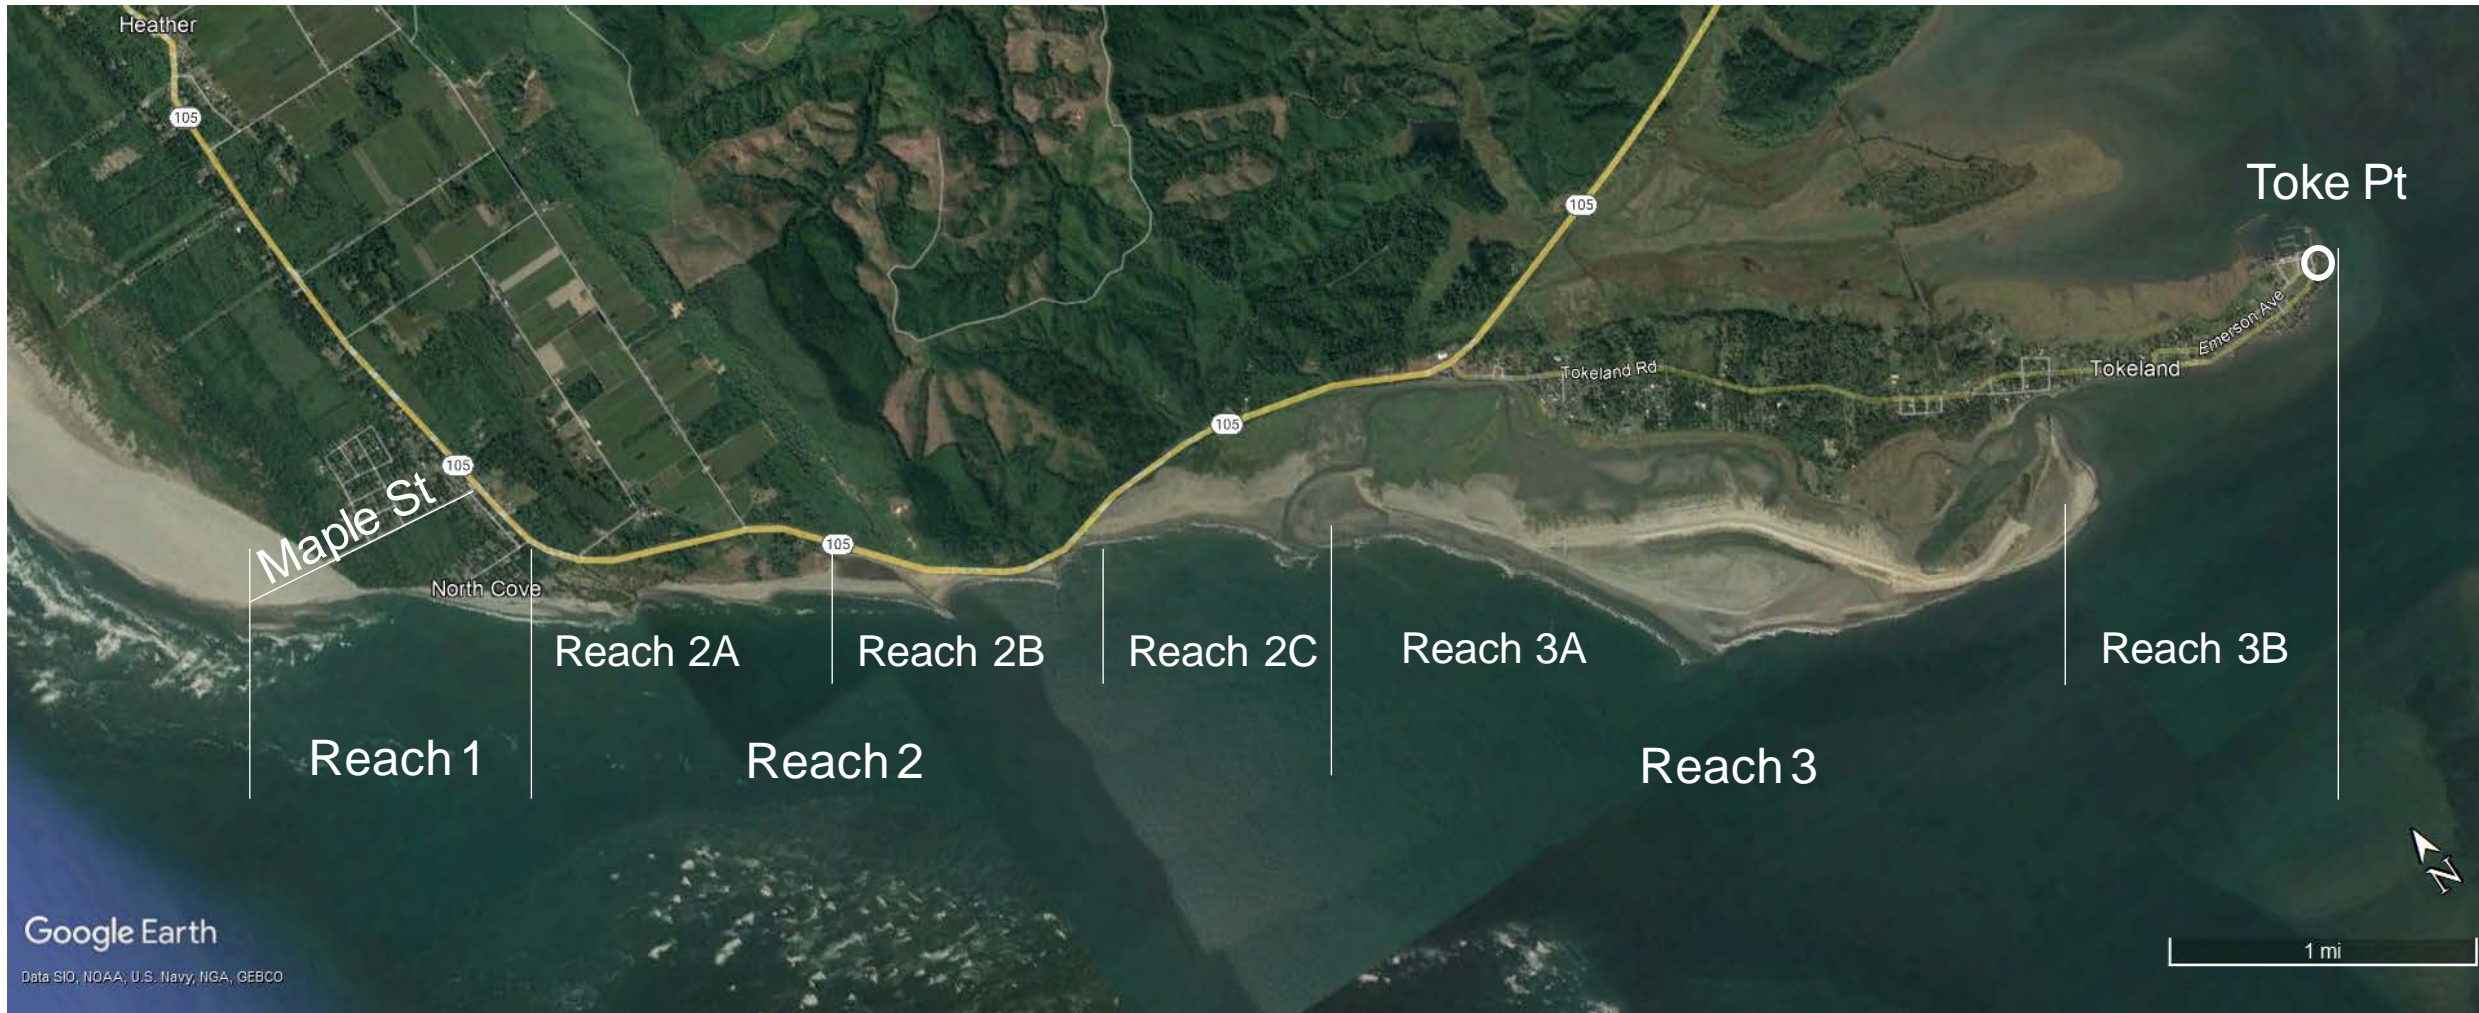 Heather
105
Toke Pt
105
Emerson Ave
Tokeland Rd
Tokeland
105
105
Maple St
105
North Cove
Reach 2A
Reach 2B
Reach 2C
Reach 3A
Reach 3B
Reach 1
Reach 2
Reach 3
N
Google Earth
1 mi
Data SIO, NOAA, U.S. Navy, NGA, GEBCO